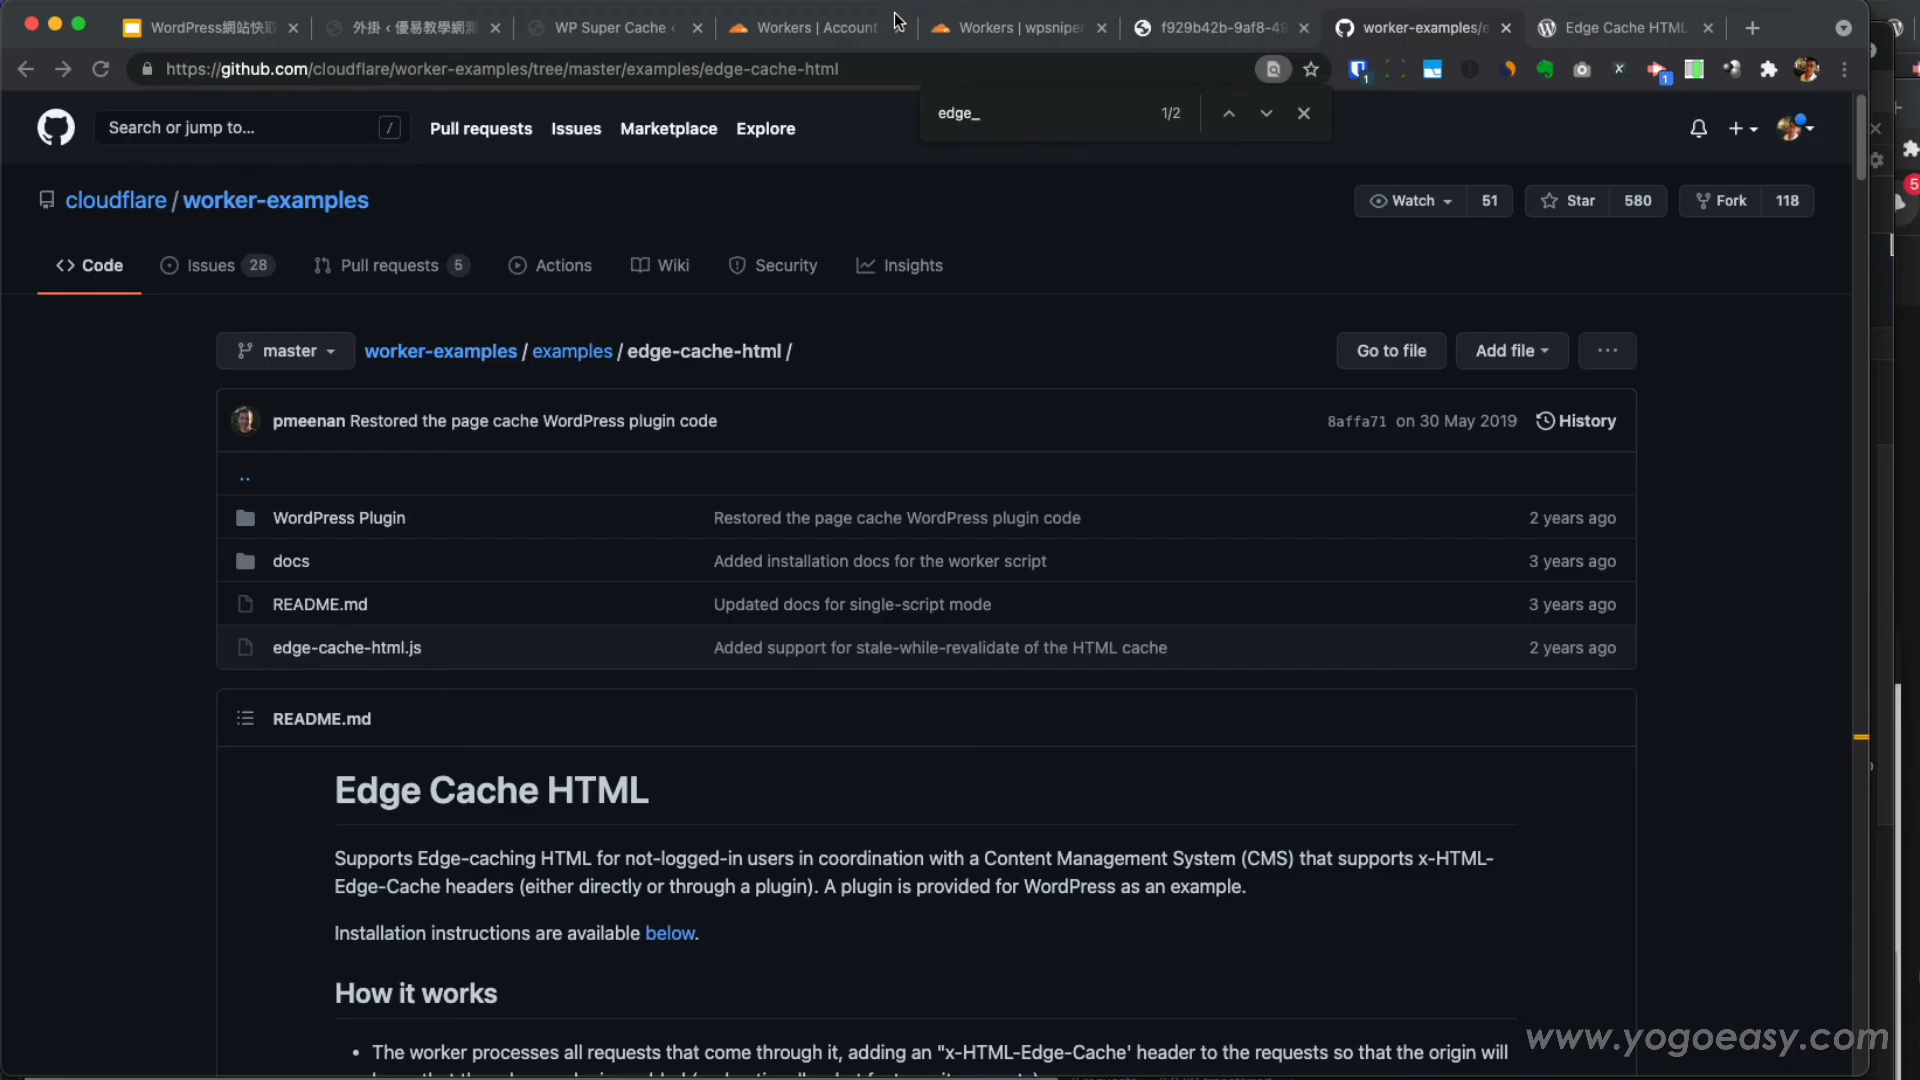 WordPress網站快取
外掛 ‹ 優易教學網
WP Super Cache ‹
Workers | Account
Workers | wpsniper
f929b42b-9af8-49
worker-examples/e
Edge Cache HTML
https://github.com/cloudflare/worker-examples/tree/master/examples/edge-cache-html
1
1
5
edge_
1/2
Search or jump to...
/
Pull requests
Issues
Marketplace
Explore
cloudflare / worker-examples
Watch
51
Star
580
Fork
118
Code
Issues 28
Pull requests 5
Actions
Wiki
Security
Insights
master
worker-examples / examples / edge-cache-html /
Go to file
Add file
pmeenan Restored the page cache WordPress plugin code
8affa71 on 30 May 2019
History
..
WordPress Plugin
Restored the page cache WordPress plugin code
2 years ago
docs
Added installation docs for the worker script
3 years ago
README.md
Updated docs for single-script mode
3 years ago
edge-cache-html.js
Added support for stale-while-revalidate of the HTML cache
2 years ago
README.md
Edge Cache HTML
Supports Edge-caching HTML for not-logged-in users in coordination with a Content Management System (CMS) that supports x-HTML-
Edge-Cache headers (either directly or through a plugin). A plugin is provided for WordPress as an example.
Installation instructions are available below.
How it works
• The worker processes all requests that come through it, adding an "x-HTML-Edge-Cache' header to the requests so that the origin will
www.yogoeasy.com